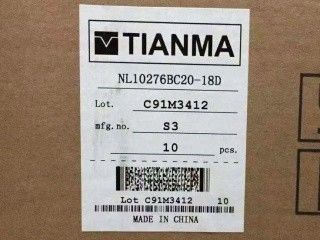 TIANMA
NL10276BC20-18D
Lot. C91M3412
mfg.no. S3
10 pcs.
Lot C91M3412 10
MADE IN CHINA